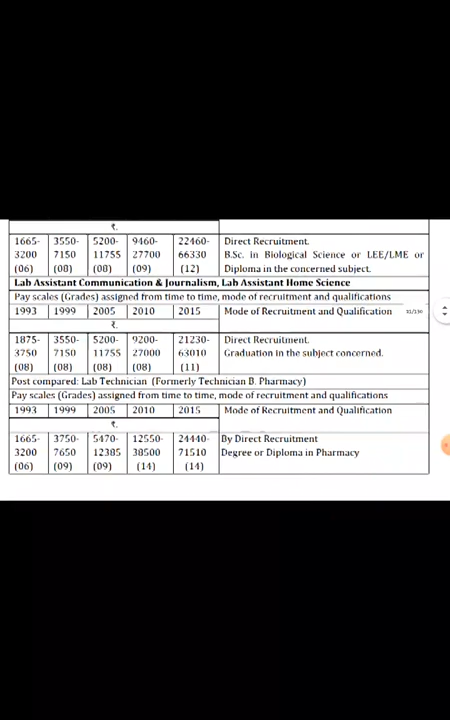 ₹.
1665- 3550- 5200- 9460- 22460- Direct Recruitment.
3200 7150 11755 27700 66330 B.Sc. in Biological Science or LEE/LME or
(06) (08) (08) (09) (12) Diploma in the concerned subject.
Lab Assistant Communication & Journalism, Lab Assistant Home Science
Pay scales (Grades) assigned from time to time, mode of recruitment and qualifications
1993 1999 2005 2010 2015 Mode of Recruitment and Qualification
₹.
1875- 3550- 5200- 9200- 21230- Direct Recruitment.
3750 7150 11755 27000 63010 Graduation in the subject concerned.
(08) (08) (08) (08) (11)
Post compared: Lab Technician (Formerly Technician B. Pharmacy)
Pay scales (Grades) assigned from time to time, mode of recruitment and qualifications
1993 1999 2005 2010 2015 Mode of Recruitment and Qualification
₹.
1665- 3750- 5470- 12550- 24440- By Direct Recruitment
3200 7650 12385 38500 71510 Degree or Diploma in Pharmacy
(06) (09) (09) (14) (14)